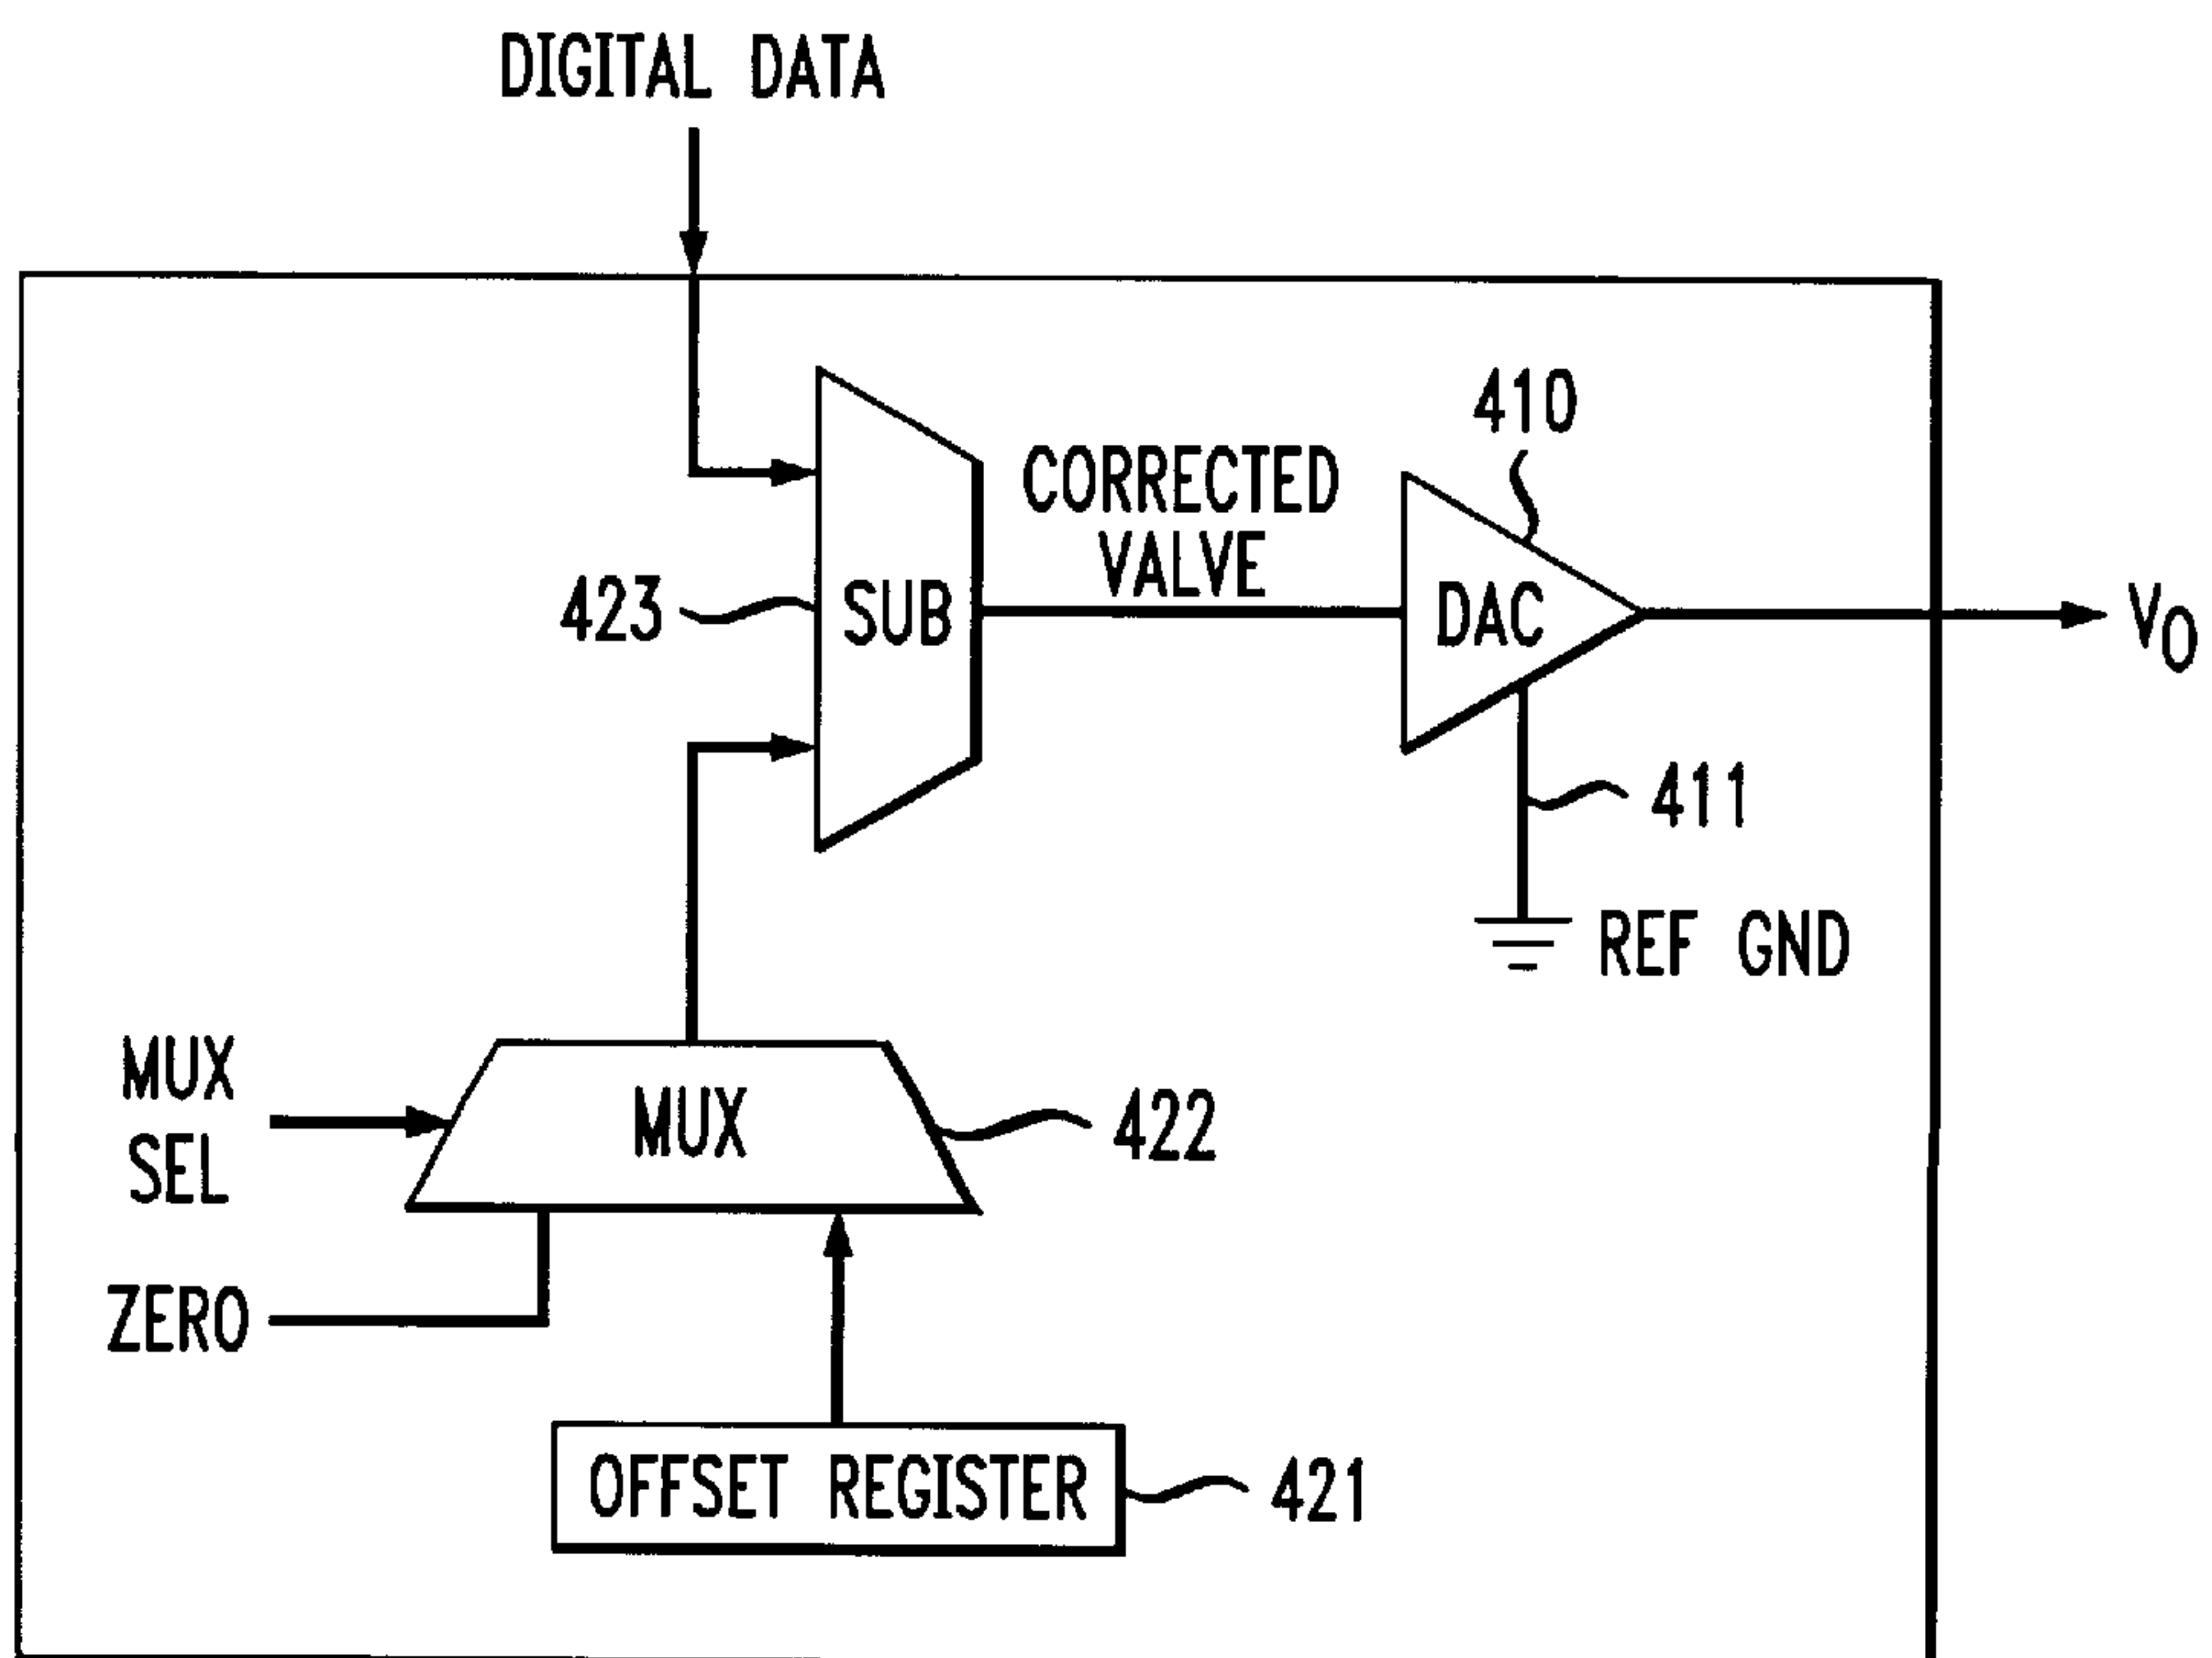 DIGITAL DATA
410
CORRECTED
VALVE
423
SUB
DAC
VO
411
REF GND
MUX
SEL
MUX
422
ZERO
OFFSET REGISTER
421